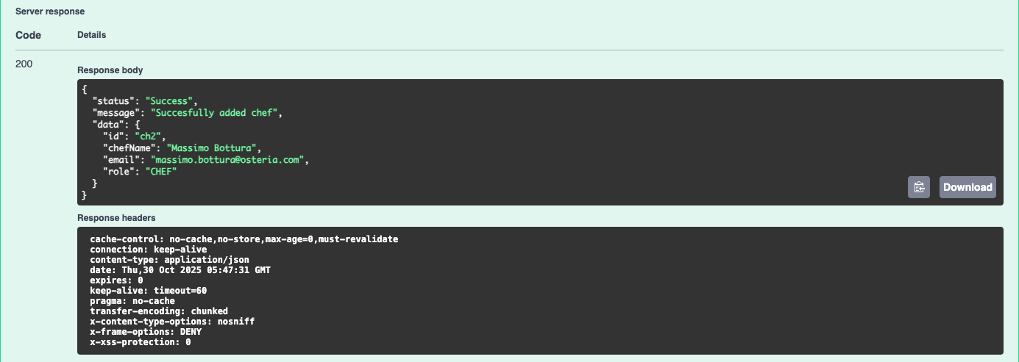 Server response
Code Details
200
Response body
{
  "status": "Success",
  "message": "Succesfully added chef",
  "data": {
    "id": "ch2",
    "chefName": "Massimo Bottura",
    "email": "massimo.bottura@osteria.com",
    "role": "CHEF"
  }
}
Download
Response headers
cache-control: no-cache,no-store,max-age=0,must-revalidate
connection: keep-alive
content-type: application/json
date: Thu,30 Oct 2025 05:47:31 GMT
expires: 0
keep-alive: timeout=60
pragma: no-cache
transfer-encoding: chunked
x-content-type-options: nosniff
x-frame-options: DENY
x-xss-protection: 0